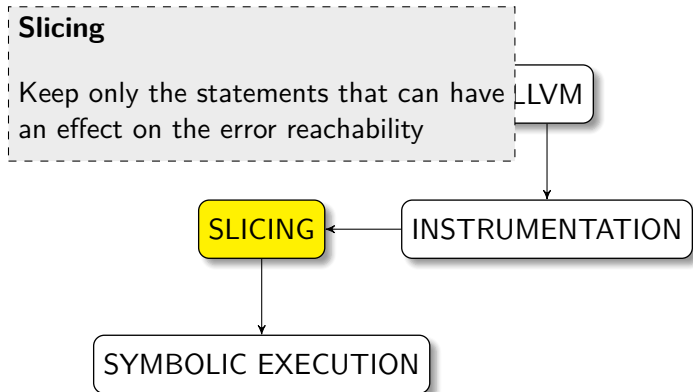 Slicing
Keep only the statements that can have
an effect on the error reachability
LLVM
SLICING
INSTRUMENTATION
SYMBOLIC EXECUTION